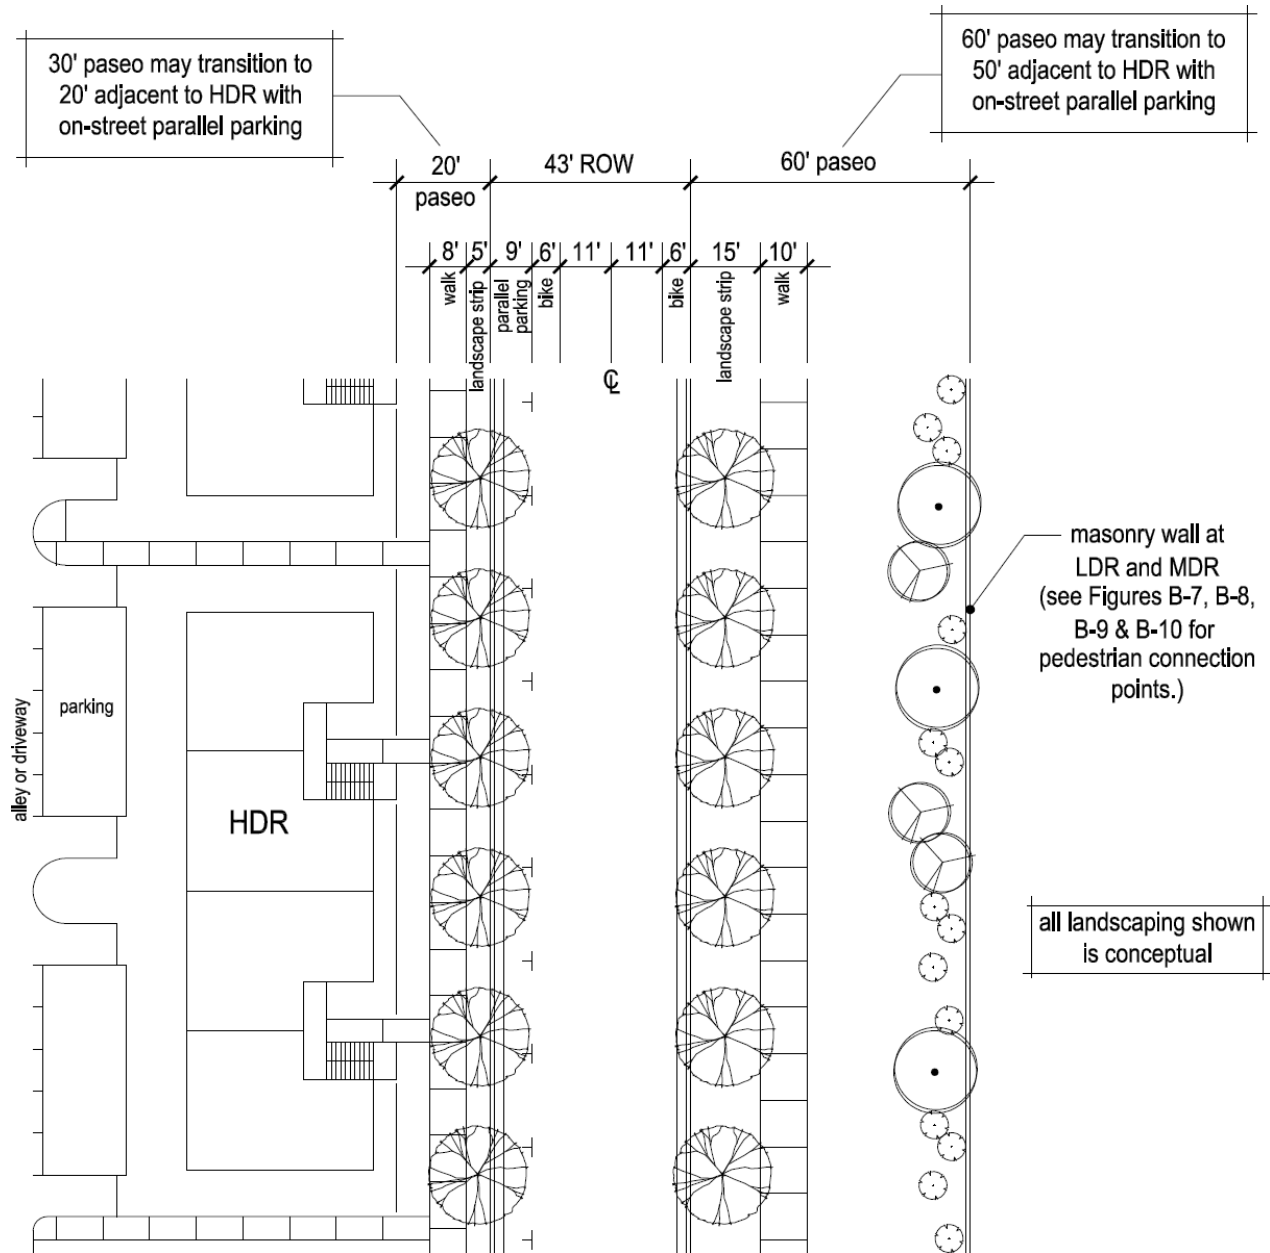 30' paseo may transition to
20' adjacent to HDR with
on-street parallel parking
60' paseo may transition to
50' adjacent to HDR with
on-street parallel parking
20'
paseo
43' ROW
60' paseo
8'
5'
9'
6'
11'
11'
6'
15'
10'
walk
landscape strip
parallel
parking
bike
bike
landscape strip
walk
℄
masonry wall at
LDR and MDR
(see Figures B-7, B-8,
B-9 & B-10 for
pedestrian connection
points.)
alley or driveway
parking
HDR
all landscaping shown
is conceptual